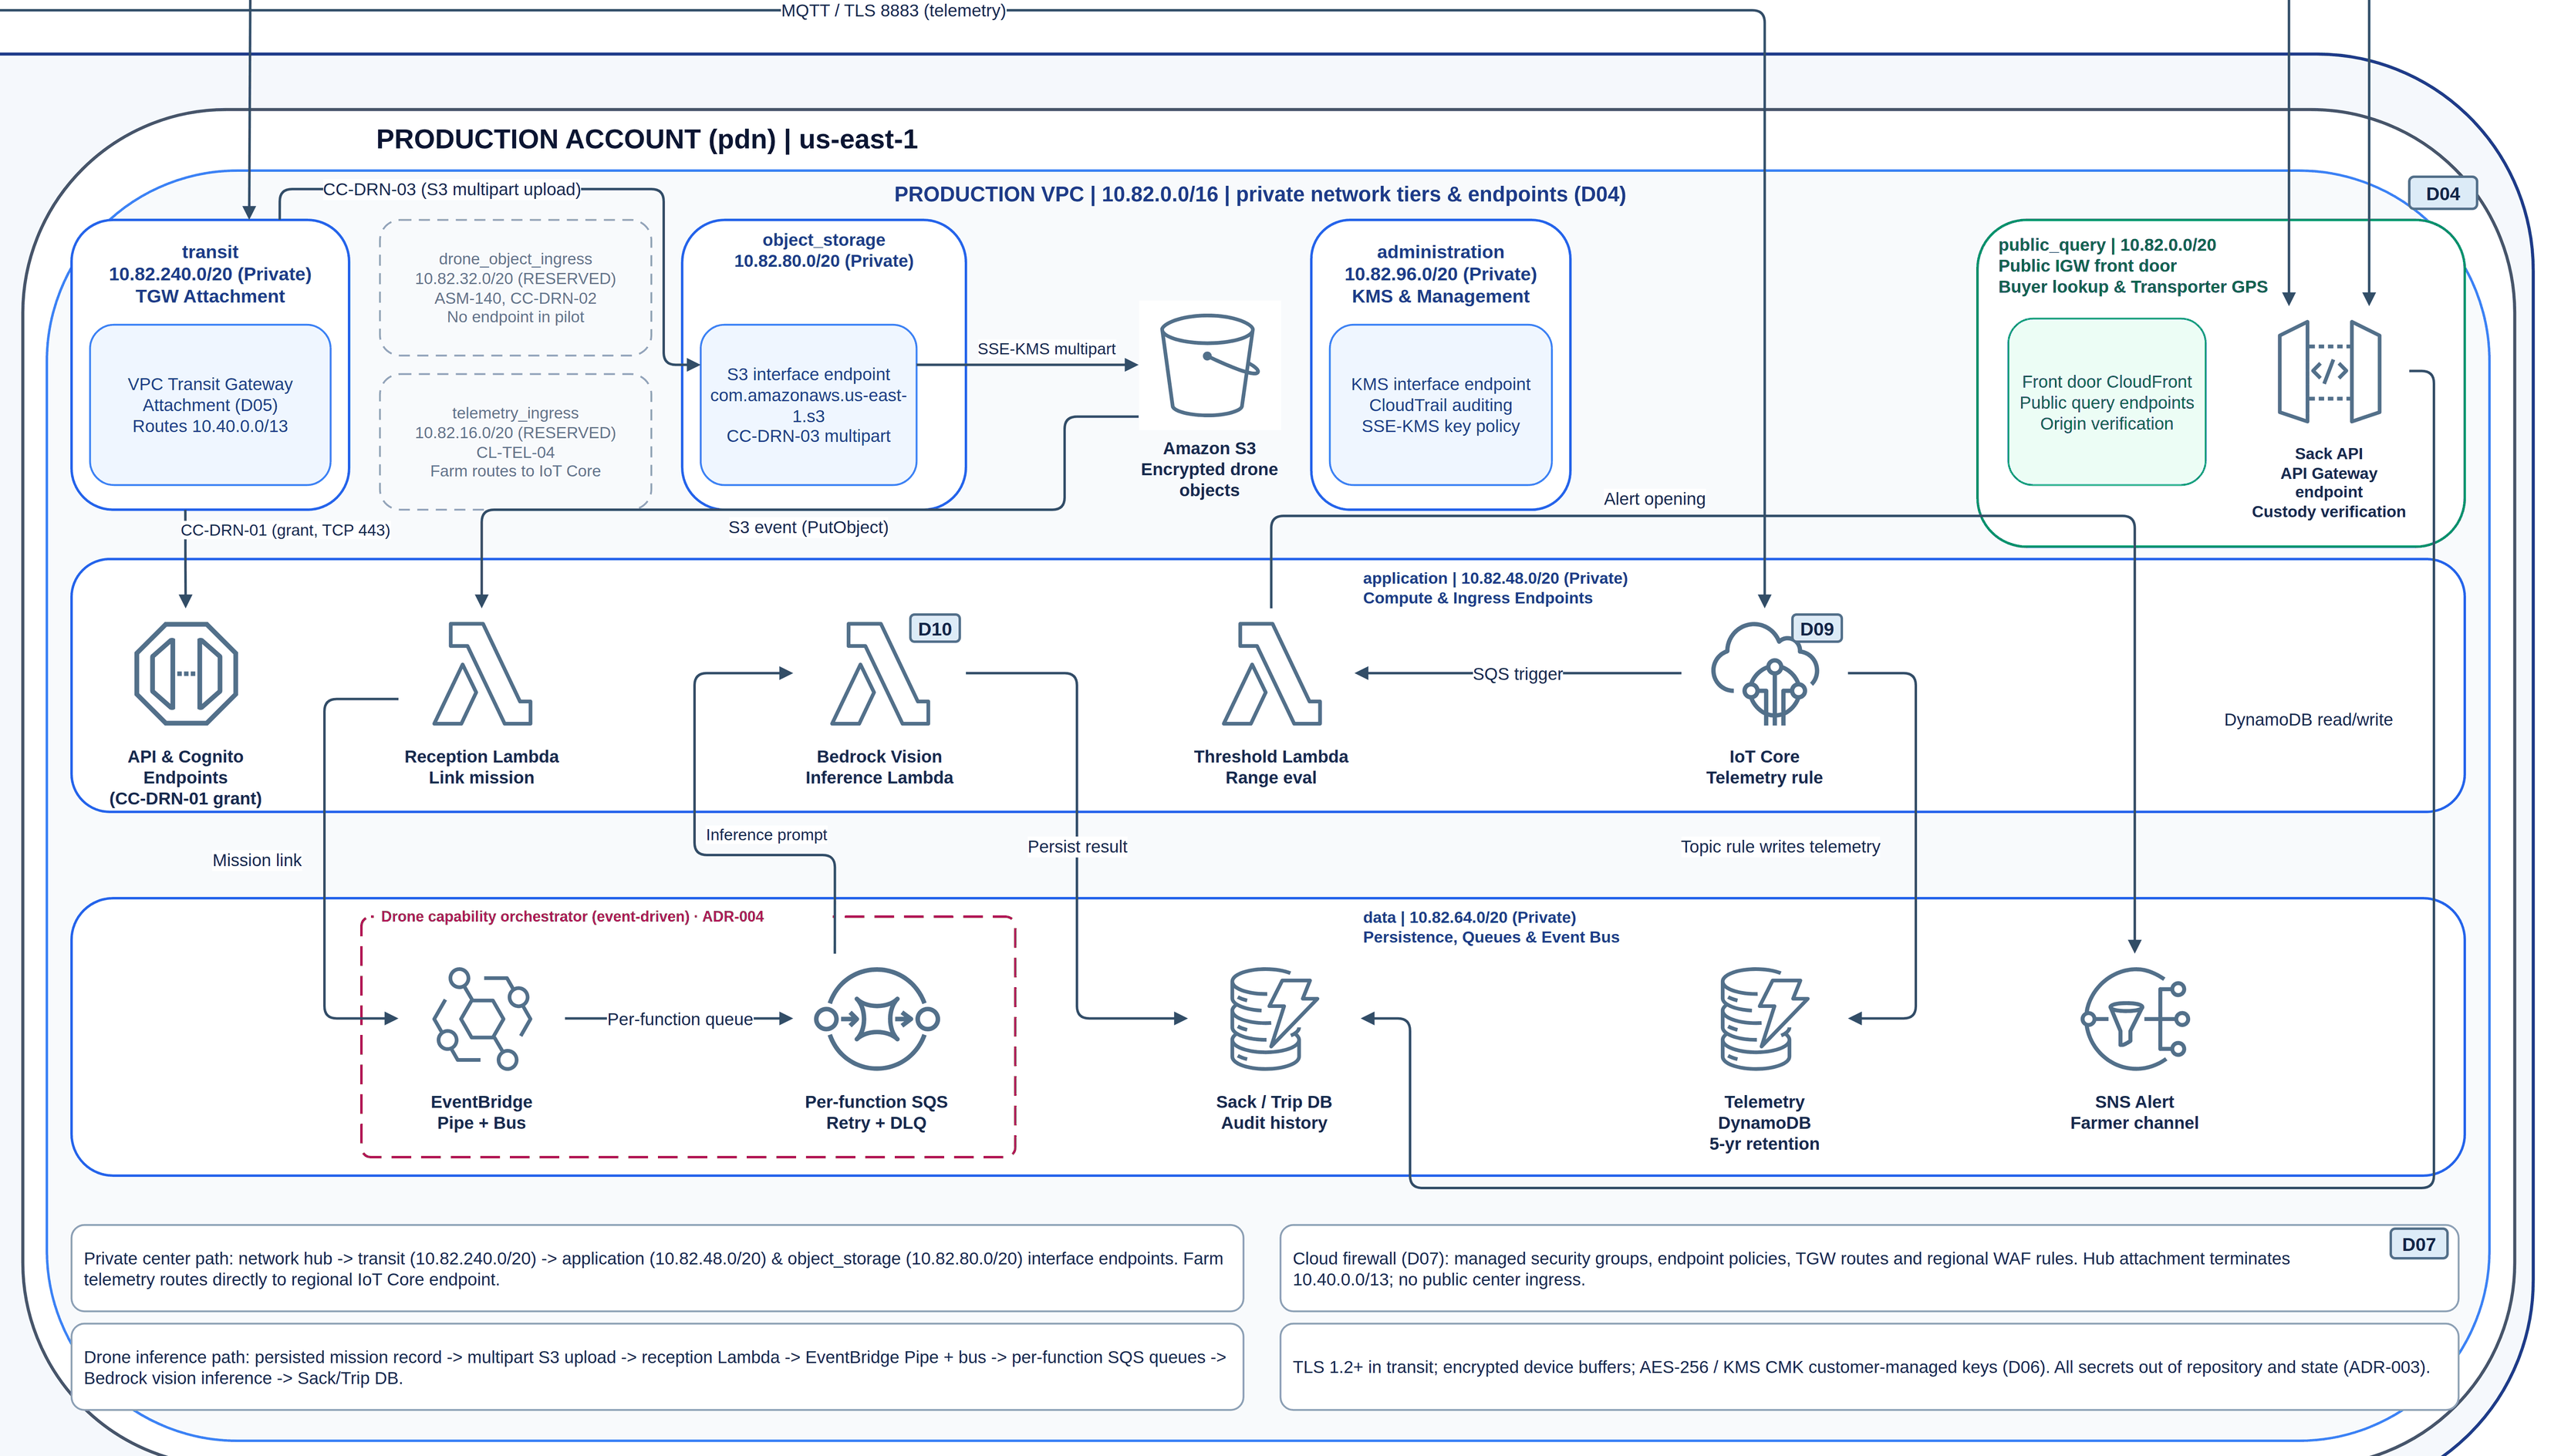 MQTT / TLS 8883 (telemetry)
PRODUCTION ACCOUNT (pdn) | us-east-1
CC-DRN-03 (S3 multipart upload)
PRODUCTION VPC | 10.82.0.0/16 | private network tiers & endpoints (D04)
D04
transit
10.82.240.0/20 (Private)
TGW Attachment
VPC Transit Gateway
Attachment (D05)
Routes 10.40.0.0/13
drone_object_ingress
10.82.32.0/20 (RESERVED)
ASM-140, CC-DRN-02
No endpoint in pilot
telemetry_ingress
10.82.16.0/20 (RESERVED)
CL-TEL-04
Farm routes to IoT Core
object_storage
10.82.80.0/20 (Private)
S3 interface endpoint
com.amazonaws.us-east-
1.s3
CC-DRN-03 multipart
SSE-KMS multipart
Amazon S3
Encrypted drone
objects
administration
10.82.96.0/20 (Private)
KMS & Management
KMS interface endpoint
CloudTrail auditing
SSE-KMS key policy
public_query | 10.82.0.0/20
Public IGW front door
Buyer lookup & Transporter GPS
Front door CloudFront
Public query endpoints
Origin verification
Sack API
API Gateway
endpoint
Custody verification
CC-DRN-01 (grant, TCP 443)
S3 event (PutObject)
Alert opening
application | 10.82.48.0/20 (Private)
Compute & Ingress Endpoints
API & Cognito
Endpoints
(CC-DRN-01 grant)
Reception Lambda
Link mission
D10
Bedrock Vision
Inference Lambda
Threshold Lambda
Range eval
SQS trigger
D09
IoT Core
Telemetry rule
DynamoDB read/write
Mission link
Inference prompt
Persist result
Topic rule writes telemetry
Drone capability orchestrator (event-driven) · ADR-004
data | 10.82.64.0/20 (Private)
Persistence, Queues & Event Bus
EventBridge
Pipe + Bus
Per-function queue
Per-function SQS
Retry + DLQ
Sack / Trip DB
Audit history
Telemetry
DynamoDB
5-yr retention
SNS Alert
Farmer channel
Private center path: network hub -> transit (10.82.240.0/20) -> application (10.82.48.0/20) & object_storage (10.82.80.0/20) interface endpoints. Farm
telemetry routes directly to regional IoT Core endpoint.
Cloud firewall (D07): managed security groups, endpoint policies, TGW routes and regional WAF rules. Hub attachment terminates
10.40.0.0/13; no public center ingress.
D07
Drone inference path: persisted mission record -> multipart S3 upload -> reception Lambda -> EventBridge Pipe + bus -> per-function SQS queues ->
Bedrock vision inference -> Sack/Trip DB.
TLS 1.2+ in transit; encrypted device buffers; AES-256 / KMS CMK customer-managed keys (D06). All secrets out of repository and state (ADR-003).